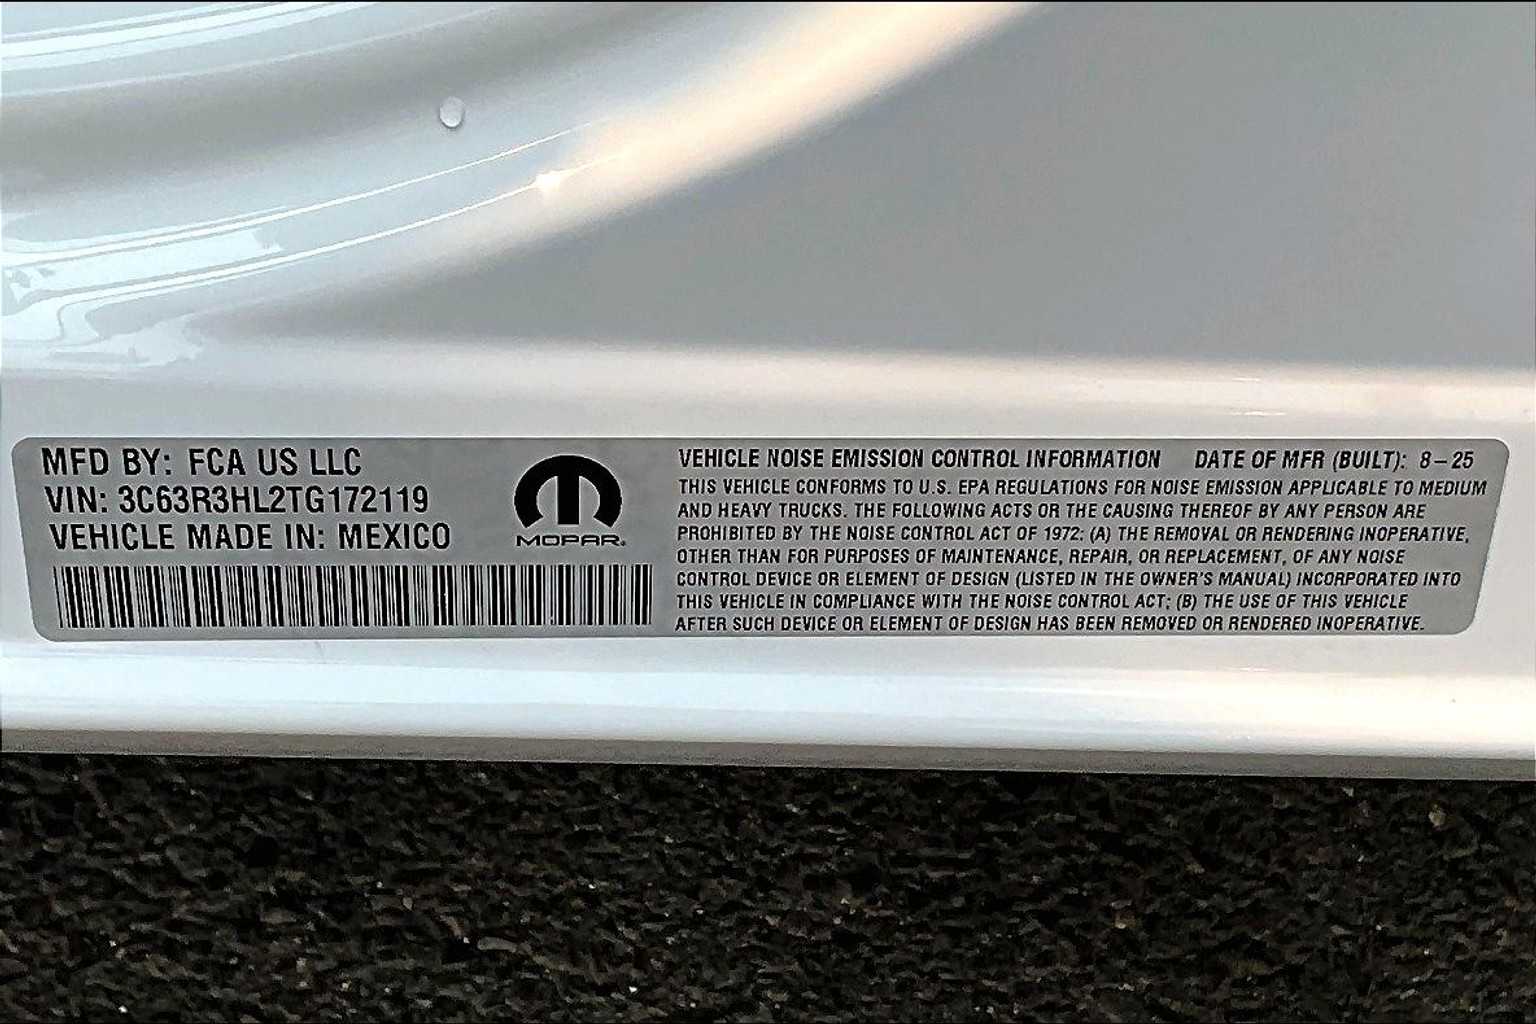 MFD BY: FCA US LLC
VIN: 3C63R3HL2TG172119
VEHICLE MADE IN: MEXICO
MOPAR®
VEHICLE NOISE EMISSION CONTROL INFORMATION DATE OF MFR (BUILT): 8-25
THIS VEHICLE CONFORMS TO U.S. EPA REGULATIONS FOR NOISE EMISSION APPLICABLE TO MEDIUM
AND HEAVY TRUCKS. THE FOLLOWING ACTS OR THE CAUSING THEREOF BY ANY PERSON ARE
PROHIBITED BY THE NOISE CONTROL ACT OF 1972: (A) THE REMOVAL OR RENDERING INOPERATIVE,
OTHER THAN FOR PURPOSES OF MAINTENANCE, REPAIR, OR REPLACEMENT, OF ANY NOISE
CONTROL DEVICE OR ELEMENT OF DESIGN (LISTED IN THE OWNER'S MANUAL) INCORPORATED INTO
THIS VEHICLE IN COMPLIANCE WITH THE NOISE CONTROL ACT; (B) THE USE OF THIS VEHICLE
AFTER SUCH DEVICE OR ELEMENT OF DESIGN HAS BEEN REMOVED OR RENDERED INOPERATIVE.